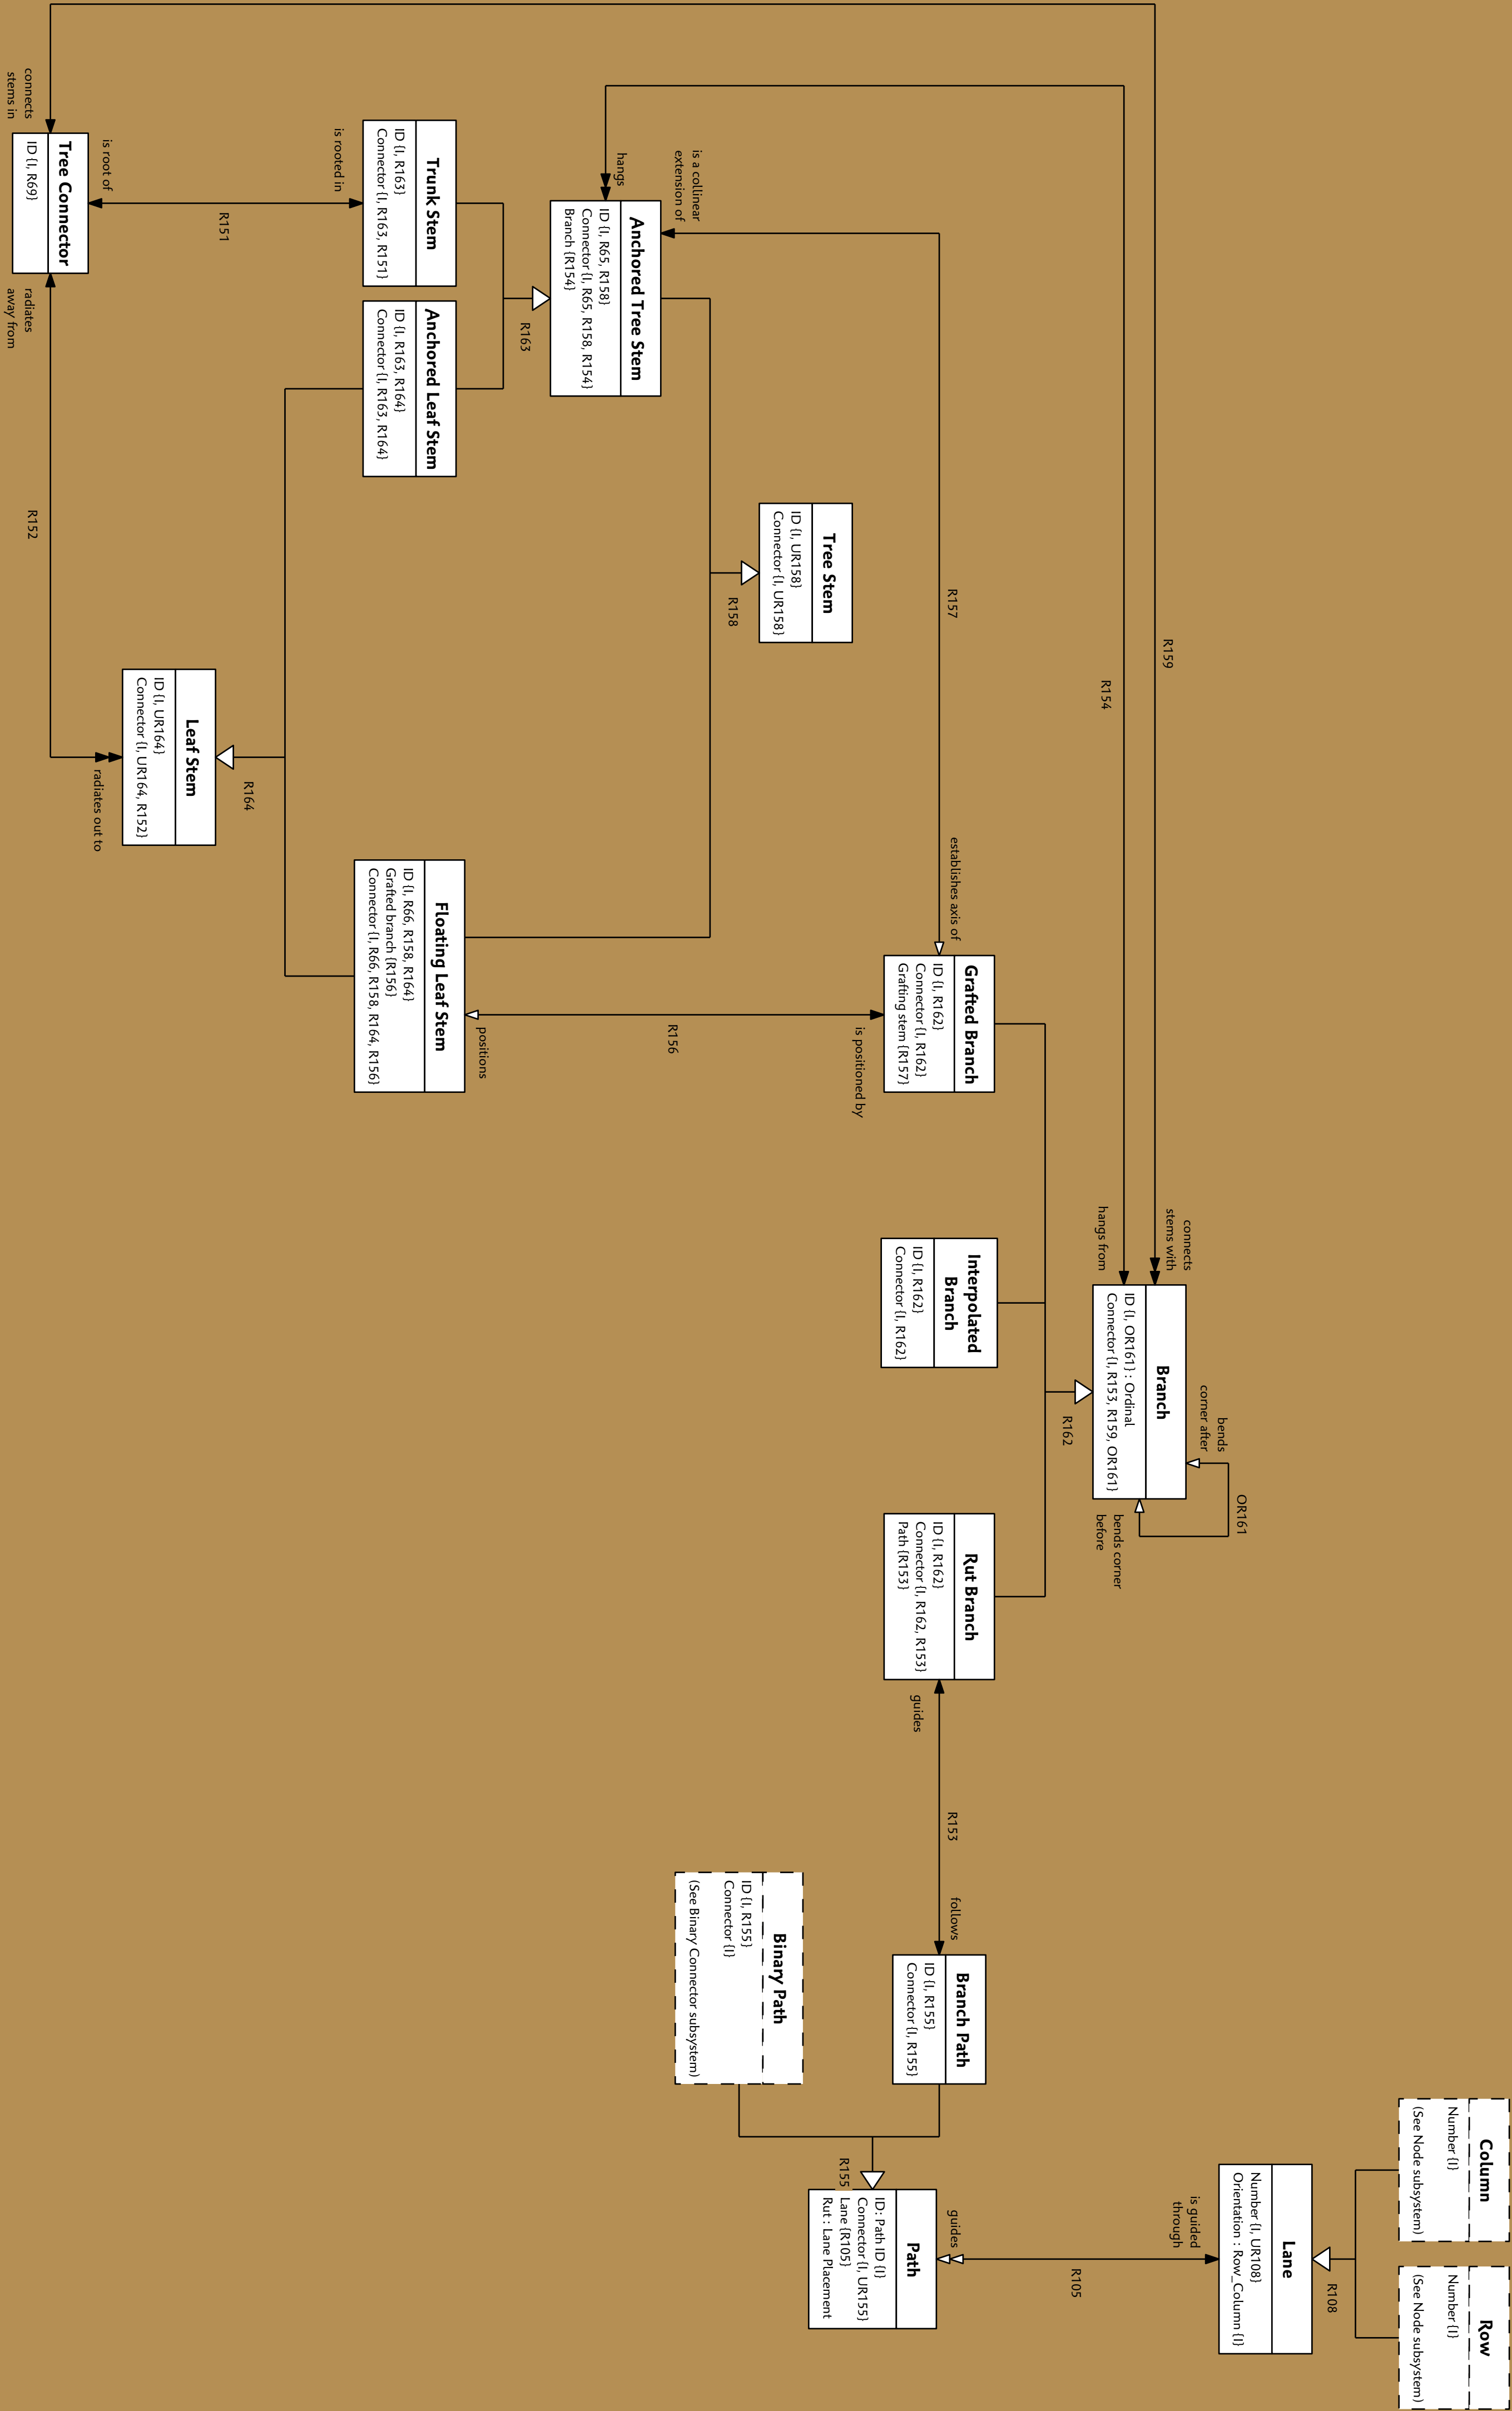 Column
Number {I}
(See Node subsystem)
Row
Number {I}
(See Node subsystem)
R108
Lane
Number {I, UR108}
Orientation : Row_Column {I}
is guided
through
R105
guides
Path
ID: Path ID {I}
Connector {I, UR155}
Lane {R105}
Rut : Lane Placement
R155
Branch Path
ID {I, R155}
Connector {I, R155}
Binary Path
ID {I, R155}
Connector {I}
(See Binary Connector subsystem)
follows
R153
guides
OR161
bends
corner after
bends corner
before
Branch
ID {I, OR161} : Ordinal
Connector {I, R153, R159, OR161}
connects
stems with
hangs from
R159
R154
R162
Grafted Branch
ID {I, R162}
Connector {I, R162}
Grafting stem {R157}
Interpolated
Branch
ID {I, R162}
Connector {I, R162}
Rut Branch
ID {I, R162}
Connector {I, R162, R153}
Path {R153}
establishes axis of
R157
is a collinear
extension of
is positioned by
R156
positions
Tree Stem
ID {I, UR158}
Connector {I, UR158}
R158
hangs
Anchored Tree Stem
ID {I, R65, R158}
Connector {I, R65, R158, R154}
Branch {R154}
R163
Trunk Stem
ID {I, R163}
Connector {I, R163, R151}
Anchored Leaf Stem
ID {I, R163, R164}
Connector {I, R163, R164}
Floating Leaf Stem
ID {I, R66, R158, R164}
Grafted branch {R156}
Connector {I, R66, R158, R164, R156}
is rooted in
R151
is root of
R164
Leaf Stem
ID {I, UR164}
Connector {I, UR164, R152}
radiates out to
Tree Connector
ID {I, R69}
connects
stems in
radiates
away from
R152